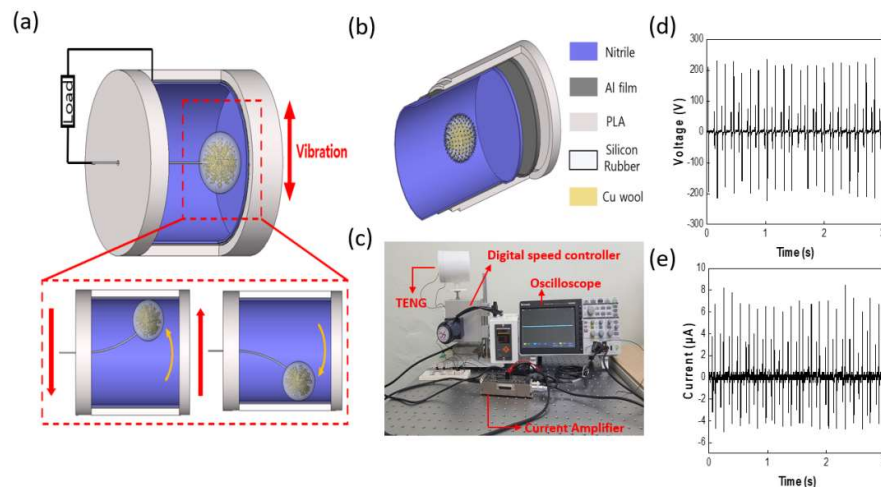 (a)
Load
Vibration
(b)
Nitrile
Al film
PLA
Silicon
Rubber
Cu wool
(c)
Digital speed controller
Oscilloscope
TENG
Current Amplifier
(d)
300
200
100
0
-100
-200
-300
Voltage (V)
0
1
2
3
Time (s)
(e)
10
8
6
4
2
0
-2
-4
-6
Current (µA)
0
1
2
3
Time (s)